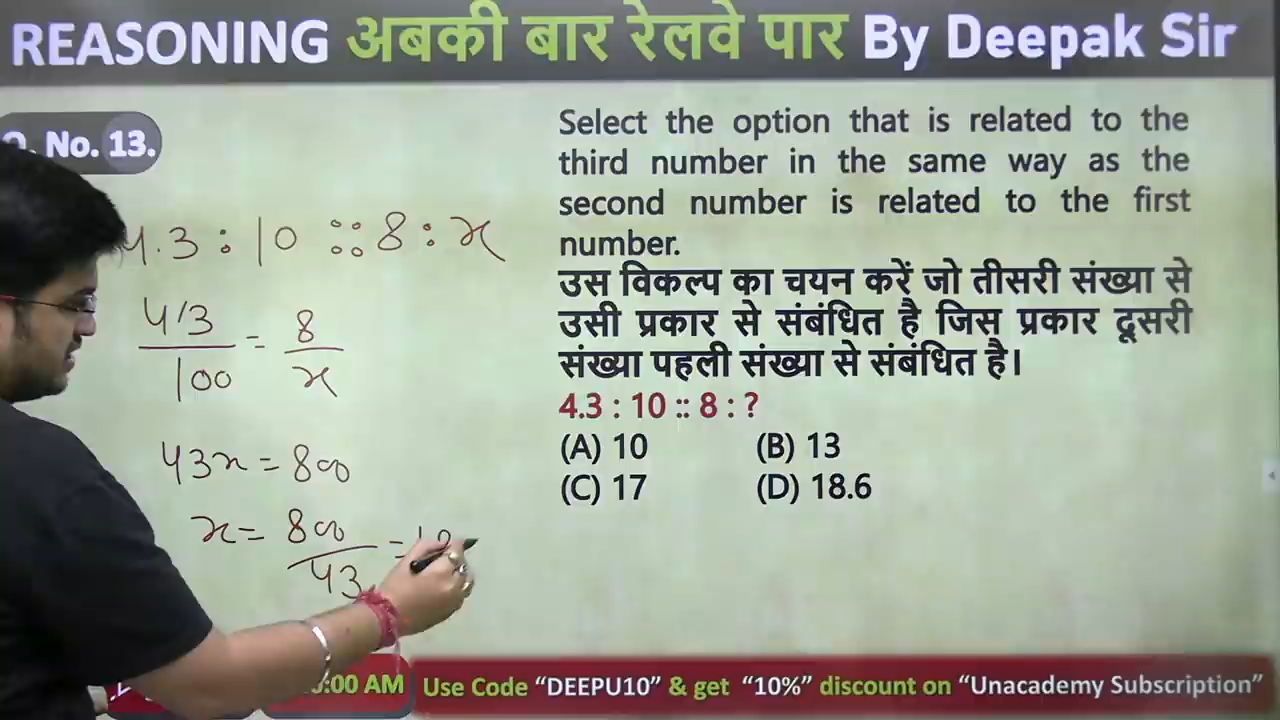 REASONING अबकी बार रेलवे पार By Deepak Sir
No. 13.
Select the option that is related to the
third number in the same way as the
second number is related to the first
number.
उस विकल्प का चयन करें जो तीसरी संख्या से
उसी प्रकार से संबंधित है जिस प्रकार दूसरी
संख्या पहली संख्या से संबंधित है।
4.3 : 10 :: 8 : ?
(A) 10 (B) 13
(C) 17 (D) 18.6
4.3 : 10 :: 8 : x
43 = 8
100 x
43x = 800
x = 800 =
43
:00 AM
Use Code “DEEPU10” & get “10%” discount on “Unacademy Subscription”